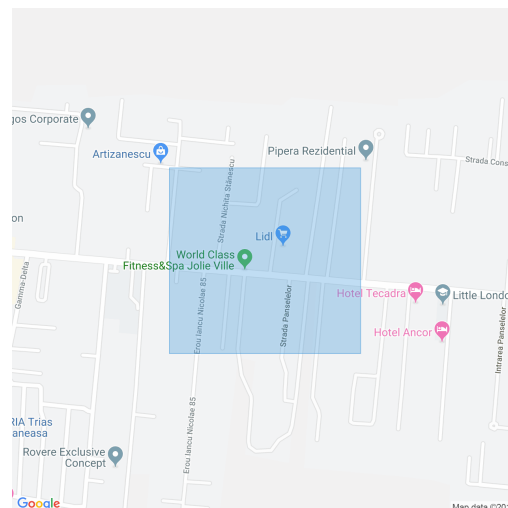 gos Corporate
Artizanescu
Pipera Rezidential
Strada Cons
Strada Nichita Stănescu
on
Lidl
World Class
Fitness&Spa Jolie Ville
Gamma-Delta
Erou Iancu Nicolae 85
Strada Panselelor
Hotel Tecadra
Little Londo
Hotel Ancor
Intrarea Panselelor
RIA Trias
aneasa
Rovere Exclusive
Concept
Erou Iancu Nicolae 85
Google
Map data ©20